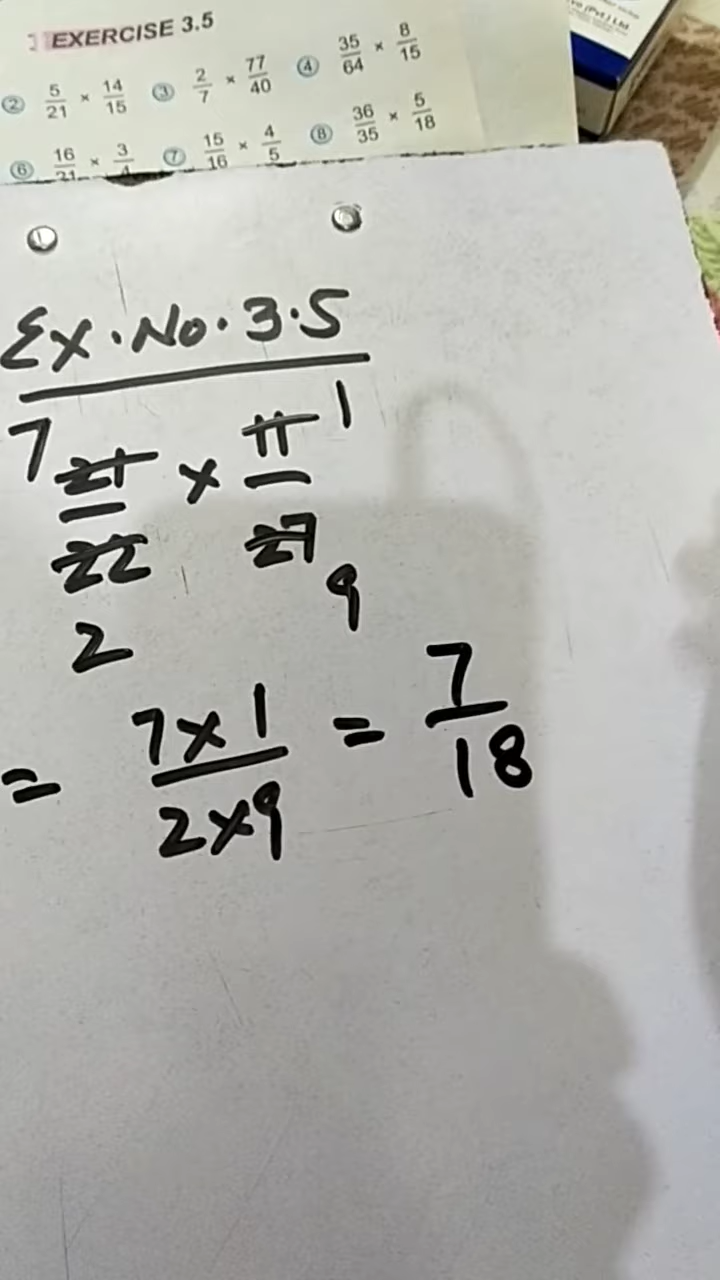 EXERCISE 3.5
② 5/21 × 14/15 ③ 2/7 × 77/40 ④ 35/64 × 8/15
⑥ 16/21 × 3/4 ⑦ 15/16 × 4/5 ⑧ 36/35 × 5/18
(Pvt) Ltd
Ex. No. 3.5
7 21/22 × 11/27 1
2 9
= 7×1/2×9 = 7/18